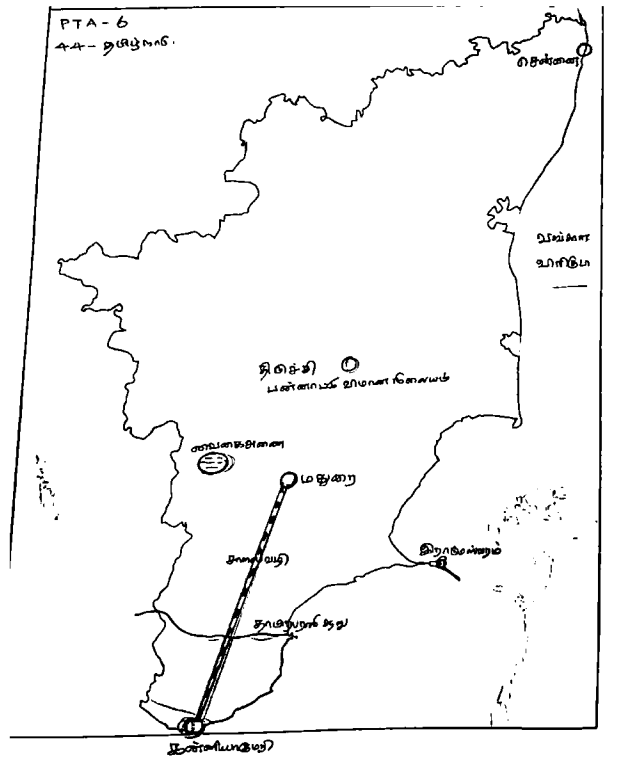 PTA - 6
44 - தமிழ்நாடு.
சென்னை
வங்காள
விரிகுடா
திருச்சி
பன்னாட்டு விமான நிலையம்
வைகை அணை
மதுரை
சாலை வழி
இராமேஸ்வரம்
தாமிரபரணி ஆறு
கன்னியாகுமரி